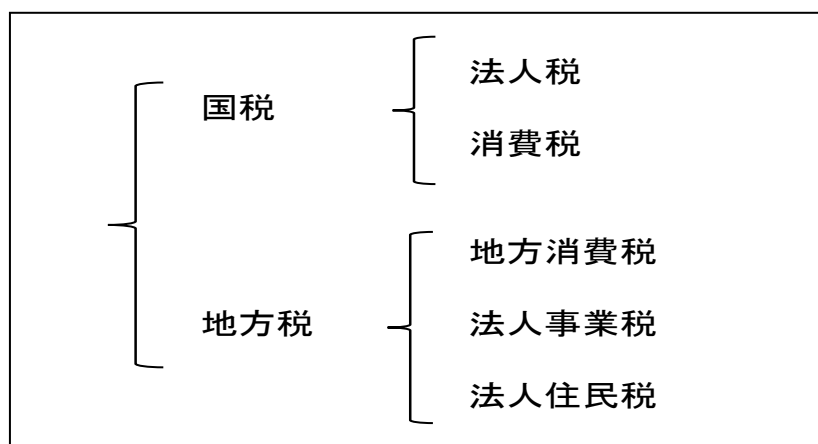 国税
法人税
消費税
地方税
地方消費税
法人事業税
法人住民税